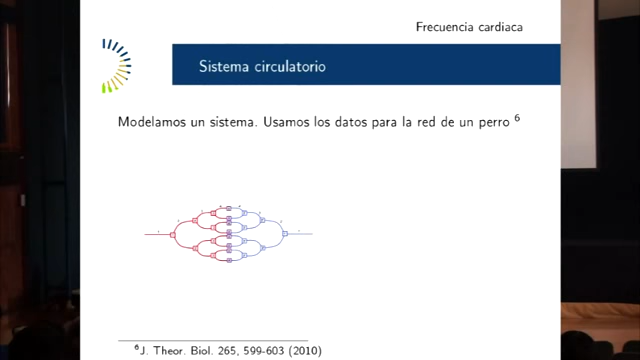 Frecuencia cardiaca
Sistema circulatorio
Modelamos un sistema. Usamos los datos para la red de un perro 6
6J. Theor. Biol. 265, 599-603 (2010)